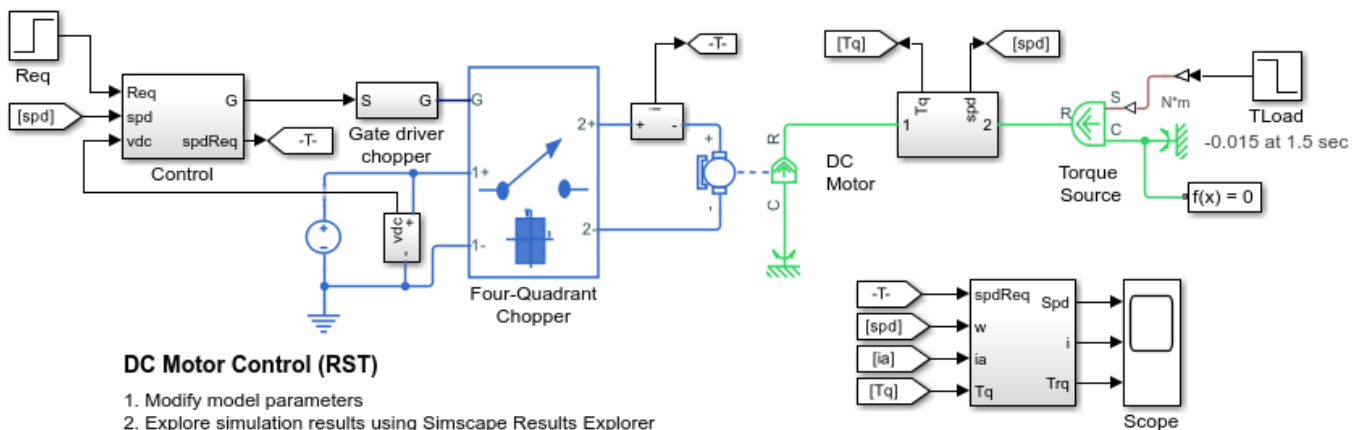 Req
[spd]
Req
spd
vdc
G
spdReq
Control
-T-
S
G
Gate driver
chopper
vdc
+
-
+
-
G
1+
1-
2+
2-
Four-Quadrant
Chopper
-T-
+
-
+
-
R
C
DC
Motor
[Tq]
[spd]
Tq
spd
1
2
R
S
C
N*m
Torque
Source
TLoad
-0.015 at 1.5 sec
f(x) = 0
-T-
[spd]
[ia]
[Tq]
spdReq
w
ia
Tq
Spd
i
Trq
Scope
DC Motor Control (RST)
1. Modify model parameters
2. Explore simulation results using Simscape Results Explorer